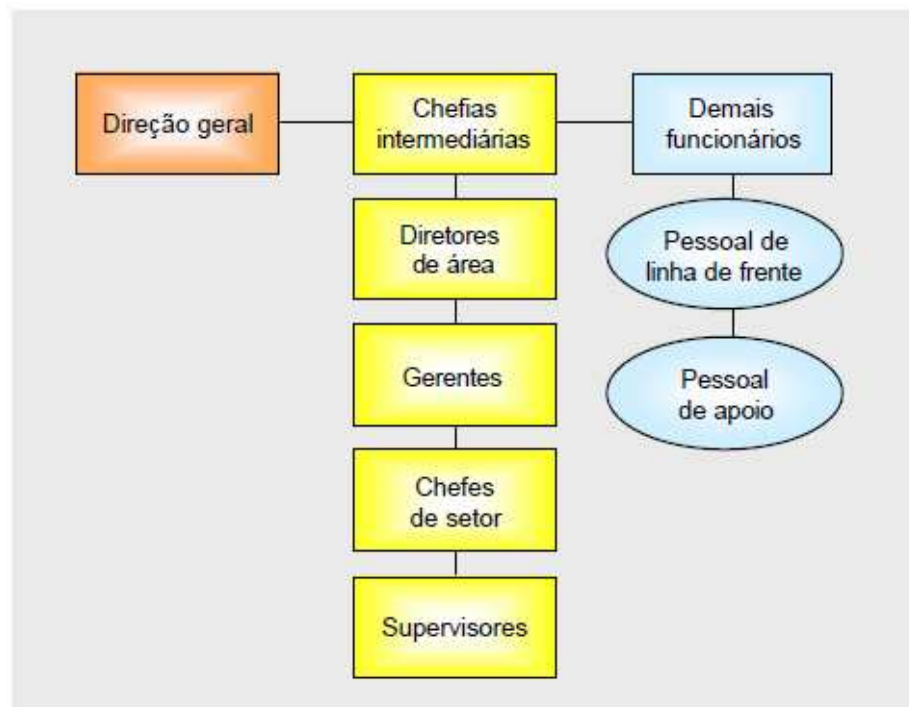 Direção geral
Chefias
intermediárias
Demais
funcionários
Diretores
de área
Pessoal de
linha de frente
Gerentes
Pessoal
de apoio
Chefes
de setor
Supervisores